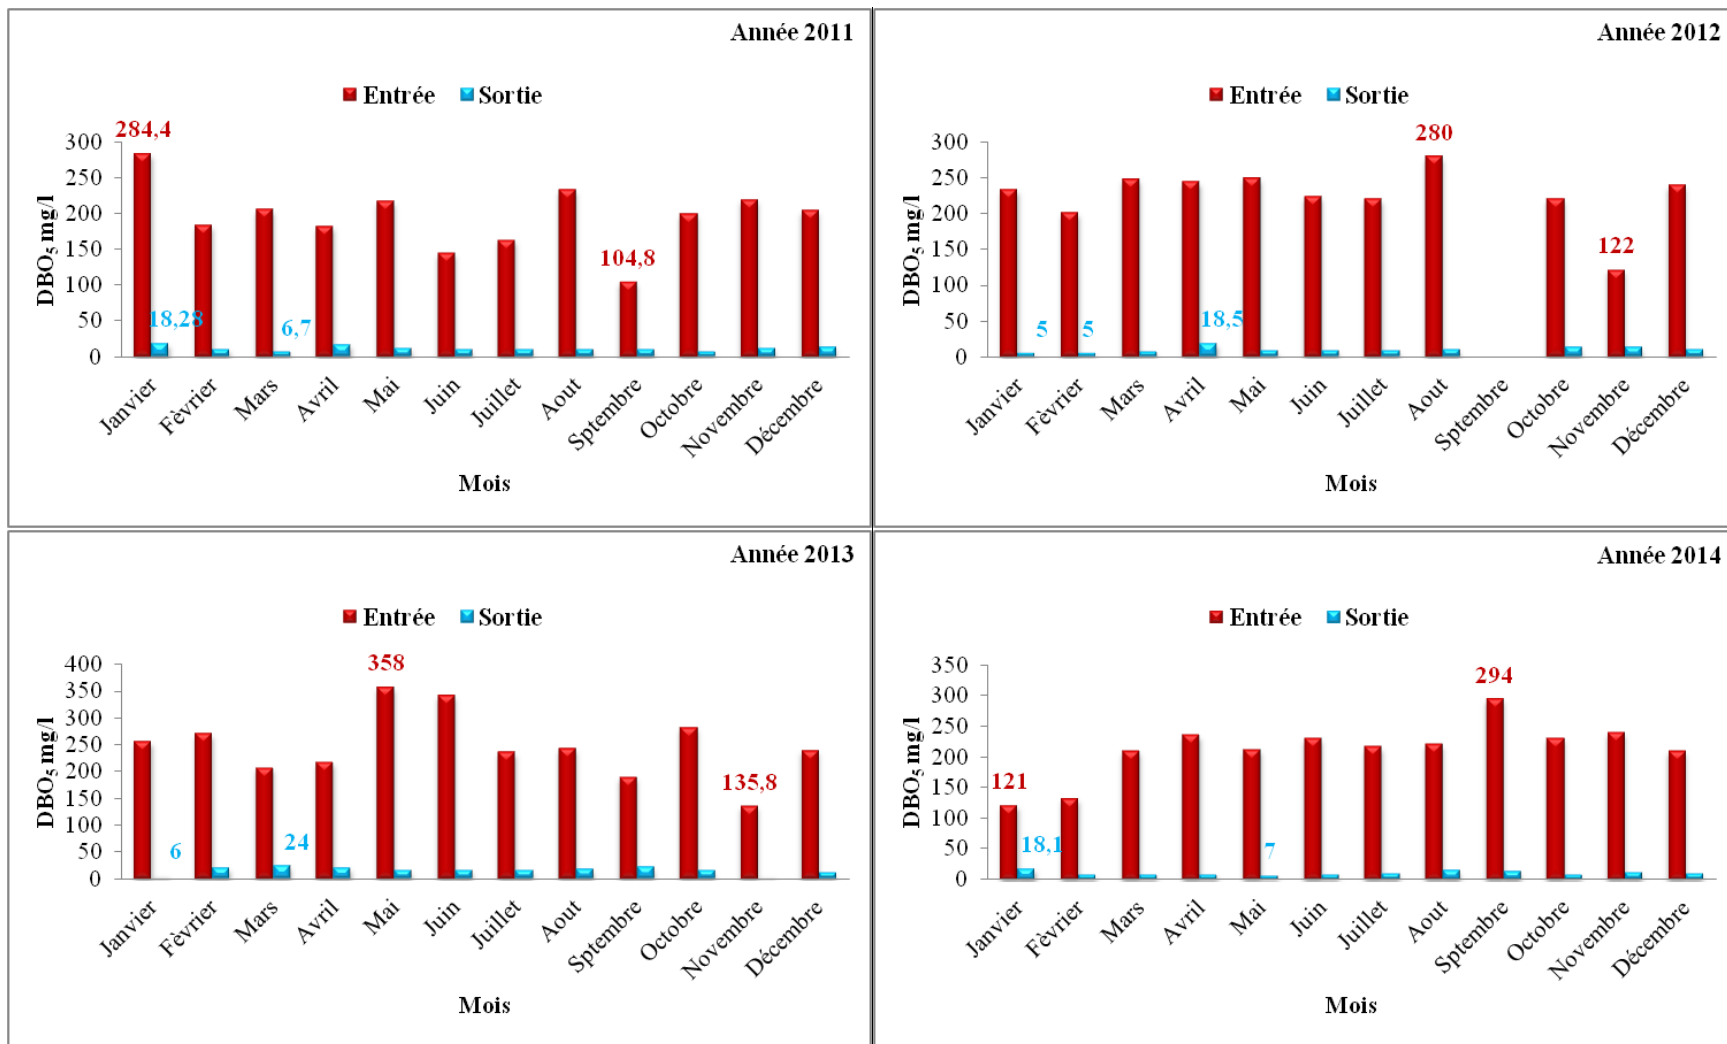 Année 2011
Entrée Sortie
284,4
300
250
200
150
100
50
0
DBO₅ mg/l
104,8
18,28
6,7
Janvier
Fèvrier
Mars
Avril
Mai
Juin
Juillet
Aout
Sptembre
Octobre
Novembre
Décembre
Mois
Année 2012
Entrée Sortie
280
300
250
200
150
100
50
0
DBO₅ mg/l
122
5
5
18,5
Janvier
Fèvrier
Mars
Avril
Mai
Juin
Juillet
Aout
Sptembre
Octobre
Novembre
Décembre
Mois
Année 2013
Entrée Sortie
358
400
350
300
250
200
150
100
50
0
DBO₅ mg/l
135,8
6
24
Janvier
Fèvrier
Mars
Avril
Mai
Juin
Juillet
Aout
Sptembre
Octobre
Novembre
Décembre
Mois
Année 2014
Entrée Sortie
294
350
300
250
200
150
100
50
0
DBO₅ mg/l
121
18,1
7
Janvier
Fèvrier
Mars
Avril
Mai
Juin
Juillet
Aout
Sptembre
Octobre
Novembre
Décembre
Mois